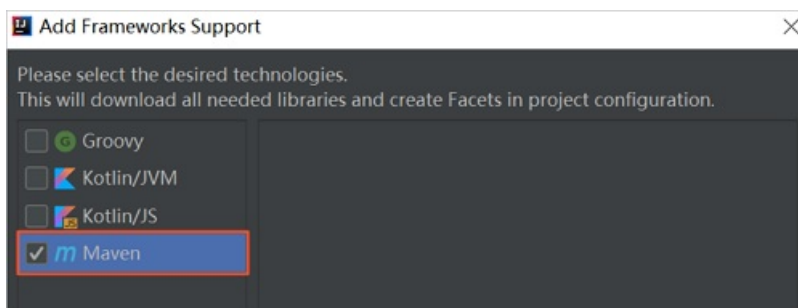 Add Frameworks Support
Please select the desired technologies.
This will download all needed libraries and create Facets in project configuration.
Groovy
Kotlin/JVM
Kotlin/JS
Maven